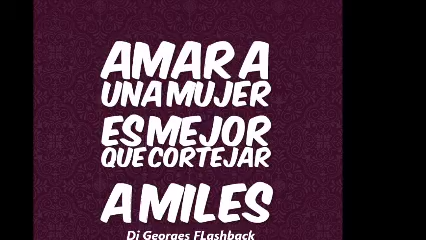 AMAR A
UNA MUJER
ES MEJOR
QUE CORTEJAR
A MILES
Dj Georges FLashback